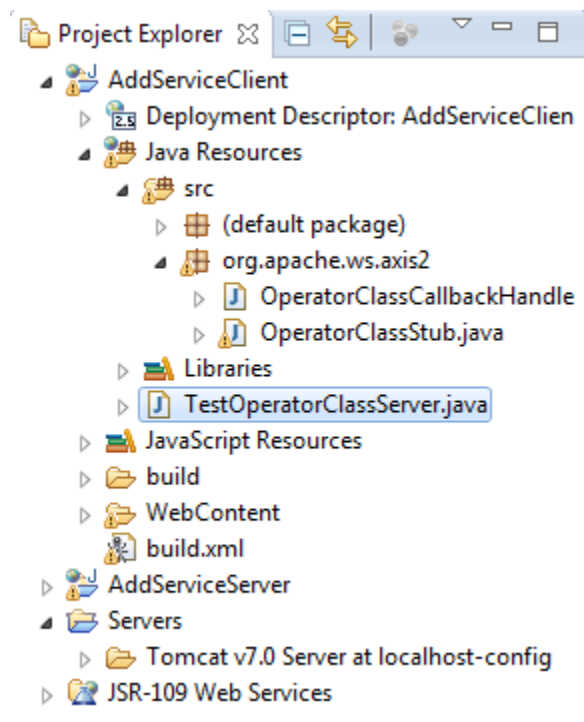 Project Explorer
AddServiceClient
2.5 Deployment Descriptor: AddServiceClien
Java Resources
src
(default package)
org.apache.ws.axis2
J OperatorClassCallbackHandle
J OperatorClassStub.java
Libraries
J TestOperatorClassServer.java
JavaScript Resources
build
WebContent
build.xml
AddServiceServer
Servers
Tomcat v7.0 Server at localhost-config
JSR-109 Web Services